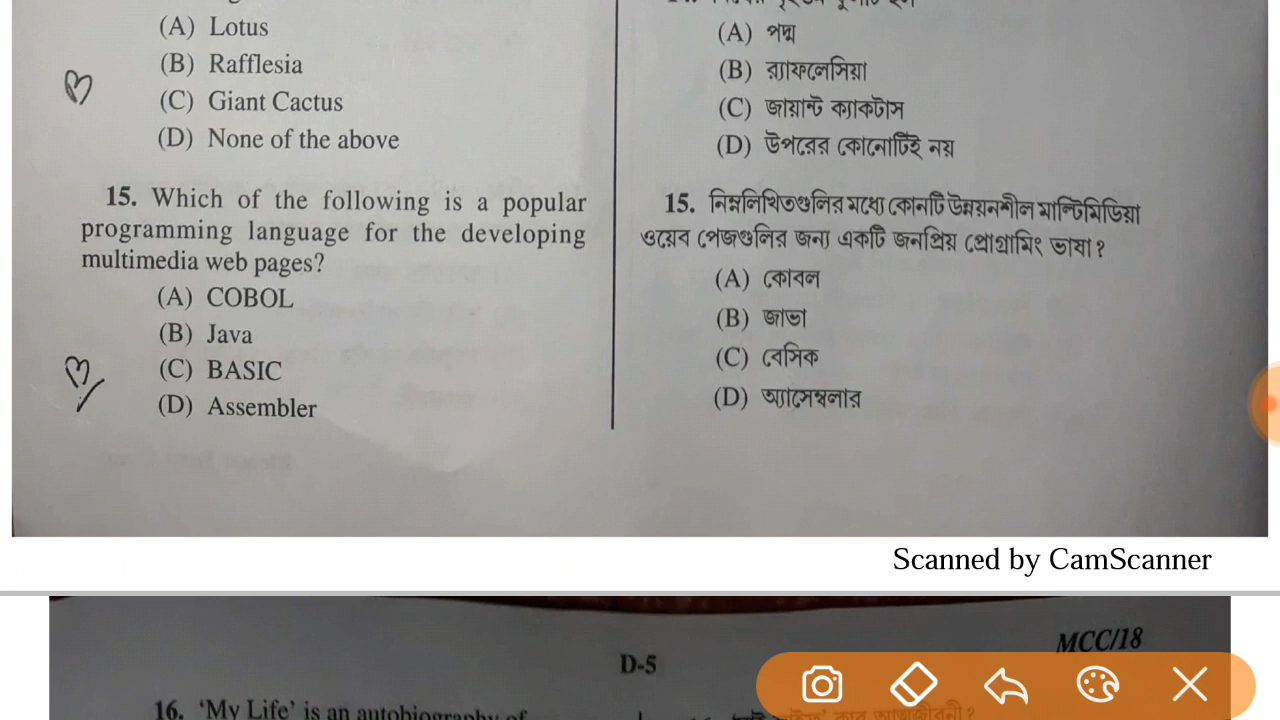 (A) Lotus
(B) Rafflesia
(C) Giant Cactus
(D) None of the above
15. Which of the following is a popular
programming language for the developing
multimedia web pages?
(A) COBOL
(B) Java
(C) BASIC
(D) Assembler
(A) পদ্ম
(B) র‍্যাফলেসিয়া
(C) জায়ান্ট ক্যাকটাস
(D) উপরের কোনোটিই নয়
15. নিম্নলিখিতগুলির মধ্যে কোনটি উন্নয়নশীল মাল্টিমিডিয়া
ওয়েব পেজগুলির জন্য একটি জনপ্রিয় প্রোগ্রামিং ভাষা?
(A) কোবল
(B) জাভা
(C) বেসিক
(D) অ্যাসেম্বলার
Scanned by CamScanner
MCC/18
D-5
16. ‘My Life’ is an autobiography of